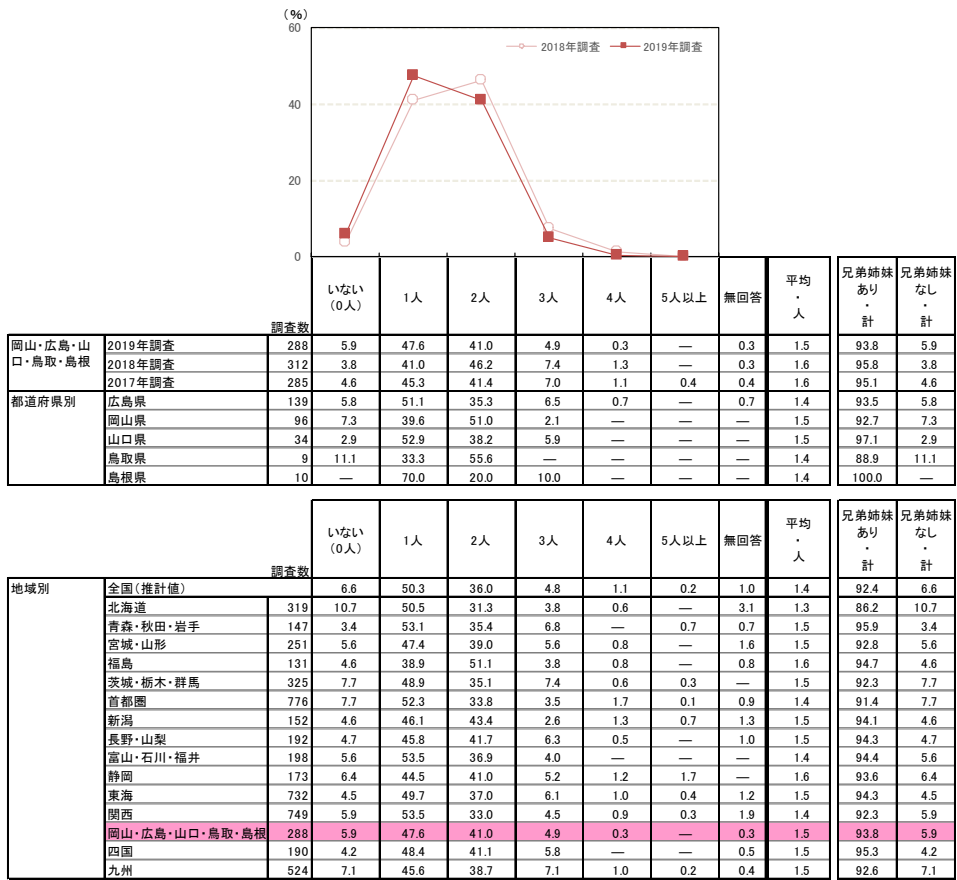 （%）
60
40
20
0
2018年調査 2019年調査
調査数 いない（0人） 1人 2人 3人 4人 5人以上 無回答 平均・人 兄弟姉妹あり・計 兄弟姉妹なし・計
岡山・広島・山口・鳥取・島根 2019年調査 288 5.9 47.6 41.0 4.9 0.3 ― 0.3 1.5 93.8 5.9
2018年調査 312 3.8 41.0 46.2 7.4 1.3 ― 0.3 1.6 95.8 3.8
2017年調査 285 4.6 45.3 41.4 7.0 1.1 0.4 0.4 1.6 95.1 4.6
都道府県別 広島県 139 5.8 51.1 35.3 6.5 0.7 ― 0.7 1.4 93.5 5.8
岡山県 96 7.3 39.6 51.0 2.1 ― ― ― 1.5 92.7 7.3
山口県 34 2.9 52.9 38.2 5.9 ― ― ― 1.5 97.1 2.9
鳥取県 9 11.1 33.3 55.6 ― ― ― ― 1.4 88.9 11.1
島根県 10 ― 70.0 20.0 10.0 ― ― ― 1.4 100.0 ―
調査数 いない（0人） 1人 2人 3人 4人 5人以上 無回答 平均・人 兄弟姉妹あり・計 兄弟姉妹なし・計
地域別 全国（推計値） 6.6 50.3 36.0 4.8 1.1 0.2 1.0 1.4 92.4 6.6
北海道 319 10.7 50.5 31.3 3.8 0.6 ― 3.1 1.3 86.2 10.7
青森・秋田・岩手 147 3.4 53.1 35.4 6.8 ― 0.7 0.7 1.5 95.9 3.4
宮城・山形 251 5.6 47.4 39.0 5.6 0.8 ― 1.6 1.5 92.8 5.6
福島 131 4.6 38.9 51.1 3.8 0.8 ― 0.8 1.6 94.7 4.6
茨城・栃木・群馬 325 7.7 48.9 35.1 7.4 0.6 0.3 ― 1.5 92.3 7.7
首都圏 776 7.7 52.3 33.8 3.5 1.7 0.1 0.9 1.4 91.4 7.7
新潟 152 4.6 46.1 43.4 2.6 1.3 0.7 1.3 1.5 94.1 4.6
長野・山梨 192 4.7 45.8 41.7 6.3 0.5 ― 1.0 1.5 94.3 4.7
富山・石川・福井 198 5.6 53.5 36.9 4.0 ― ― ― 1.4 94.4 5.6
静岡 173 6.4 44.5 41.0 5.2 1.2 1.7 ― 1.6 93.6 6.4
東海 732 4.5 49.7 37.0 6.1 1.0 0.4 1.2 1.5 94.3 4.5
関西 749 5.9 53.5 33.0 4.5 0.9 0.3 1.9 1.4 92.3 5.9
岡山・広島・山口・鳥取・島根 288 5.9 47.6 41.0 4.9 0.3 ― 0.3 1.5 93.8 5.9
四国 190 4.2 48.4 41.1 5.8 ― ― 0.5 1.5 95.3 4.2
九州 524 7.1 45.6 38.7 7.1 1.0 0.2 0.4 1.5 92.6 7.1